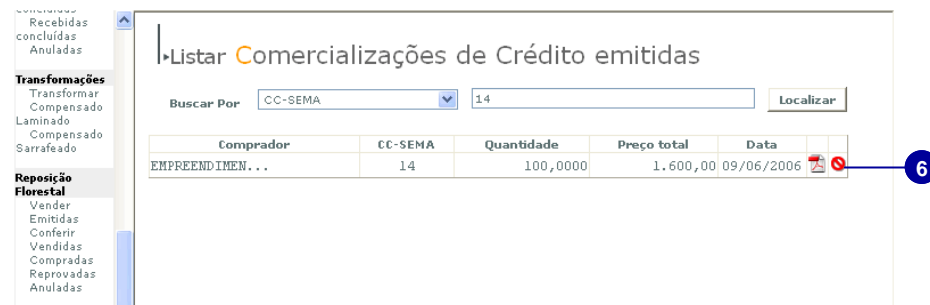 concluídas
Recebidas
concluídas
Anuladas
Transformações
Transformar
Compensado
Laminado
Compensado
Sarrafeado
Reposição
Florestal
Vender
Emitidas
Conferir
Vendidas
Compradas
Reprovadas
Anuladas
Listar Comercializações de Crédito emitidas
Buscar Por CC-SEMA 14 Localizar
Comprador CC-SEMA Quantidade Preço total Data
EMPREENDIMEN... 14 100,0000 1.600,00 09/06/2006
6